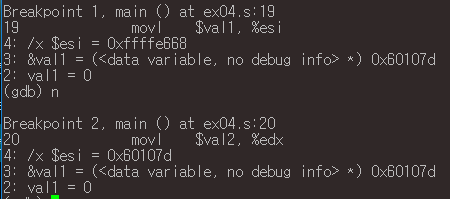 Breakpoint 1, main () at ex04.s:19
19 movl $val1, %esi
4: /x $esi = 0xffffe668
3: &val1 = (<data variable, no debug info> *) 0x60107d
2: val1 = 0
(gdb) n
Breakpoint 2, main () at ex04.s:20
20 movl $val2, %edx
4: /x $esi = 0x60107d
3: &val1 = (<data variable, no debug info> *) 0x60107d
2: val1 = 0